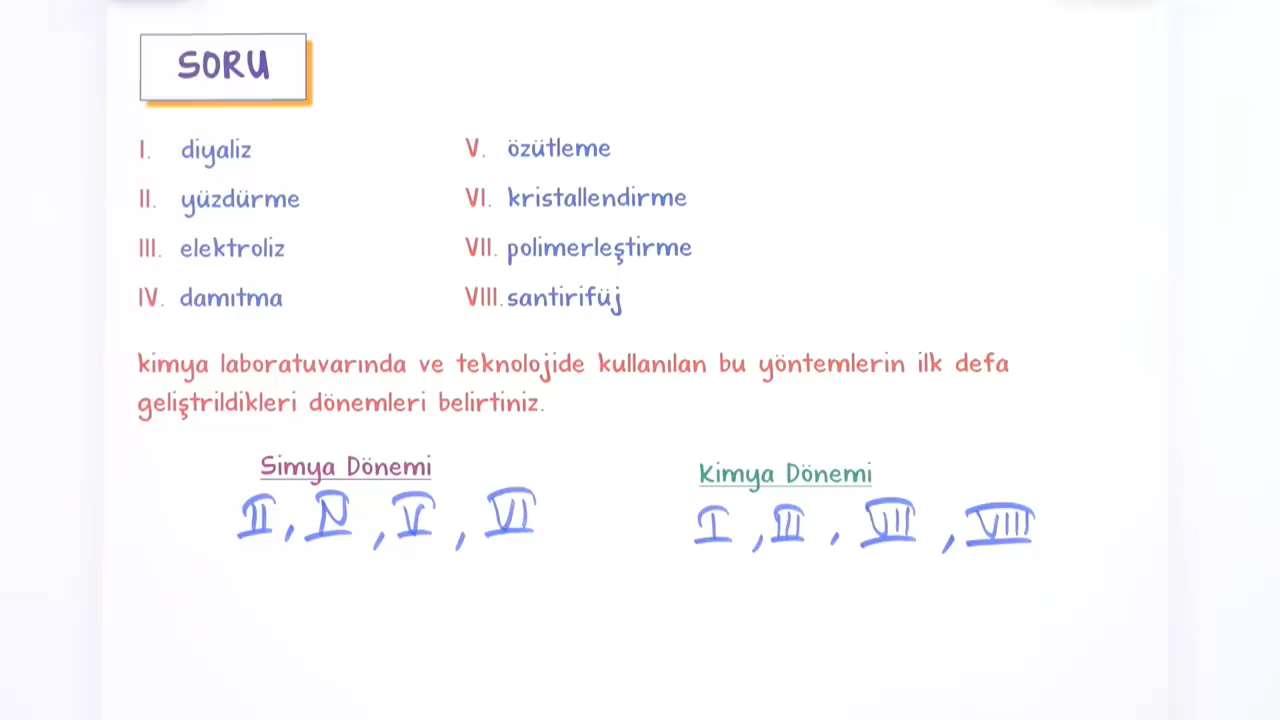 SORU
I. diyaliz
II. yüzdürme
III. elektroliz
IV. damıtma
V. özütleme
VI. kristallendirme
VII. polimerleştirme
VIII. santirifüj
kimya laboratuvarında ve teknolojide kullanılan bu yöntemlerin ilk defa
geliştrildikleri dönemleri belirtiniz.
Simya Dönemi
II, IV, V, VI
Kimya Dönemi
I, III, VII, VIII